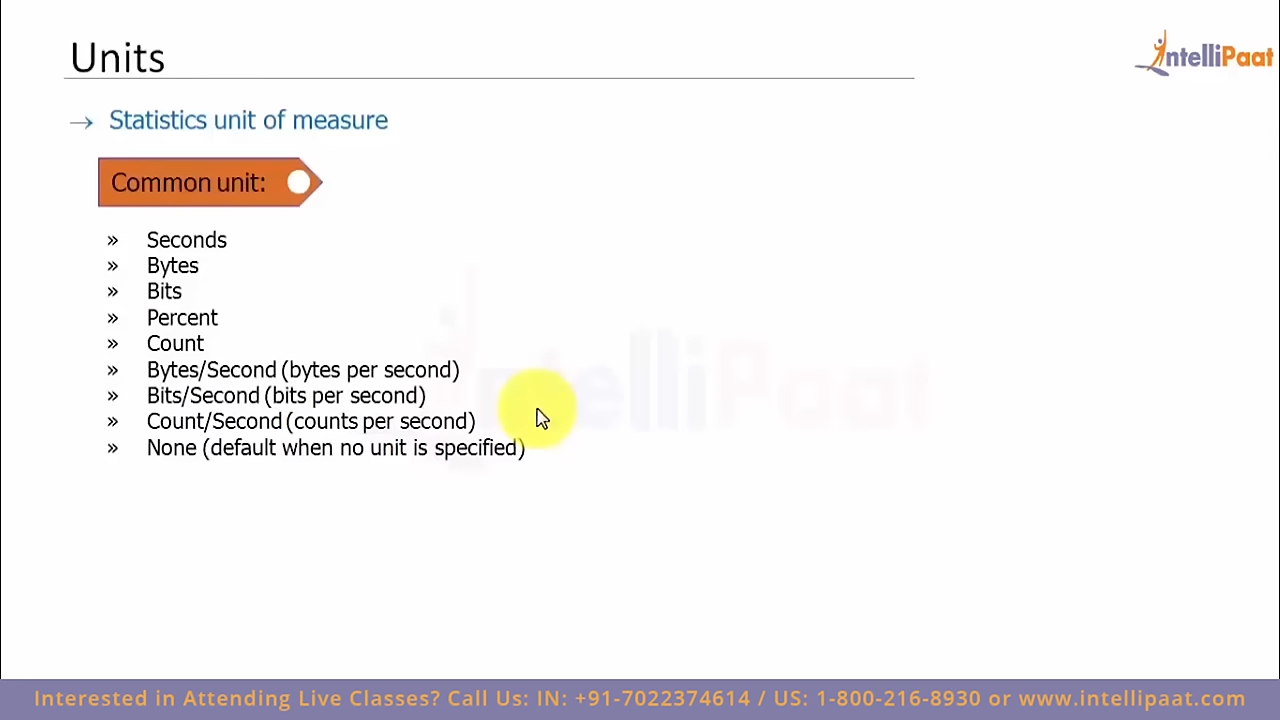 Units
IntelliPaat
→ Statistics unit of measure
Common unit:
» Seconds
» Bytes
» Bits
» Percent
» Count
» Bytes/Second (bytes per second)
» Bits/Second (bits per second)
» Count/Second (counts per second)
» None (default when no unit is specified)
IntelliPaat
Interested in Attending Live Classes? Call Us: IN: +91-7022374614 / US: 1-800-216-8930 or www.intellipaat.com